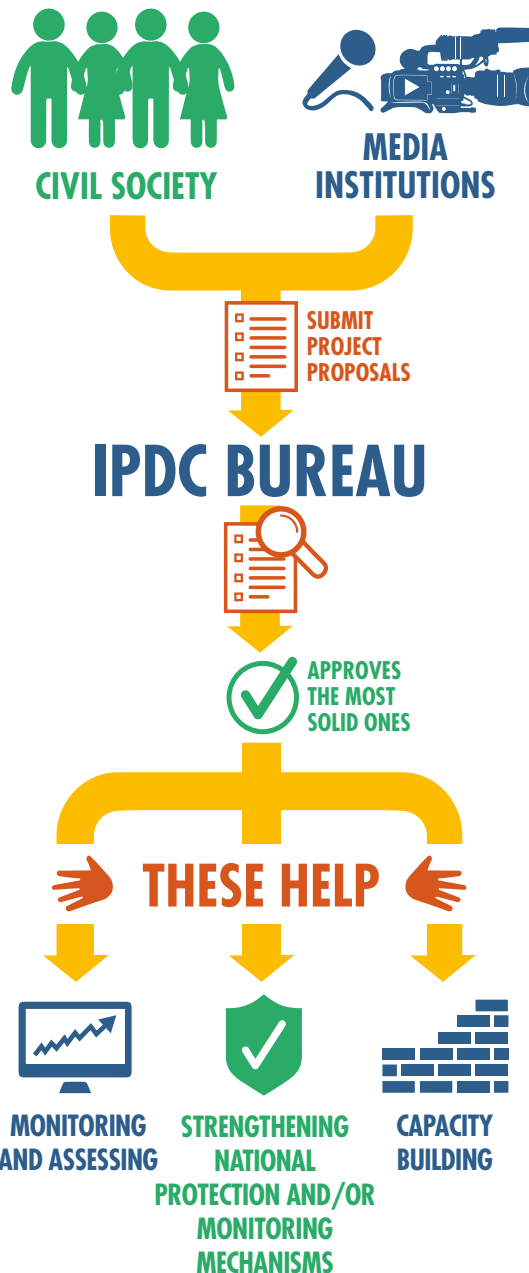 CIVIL SOCIETY
MEDIA
INSTITUTIONS
SUBMIT
PROJECT
PROPOSALS
IPDC BUREAU
APPROVES
THE MOST
SOLID ONES
THESE HELP
MONITORING
AND ASSESSING
STRENGTHENING
NATIONAL
PROTECTION AND/OR
MONITORING
MECHANISMS
CAPACITY
BUILDING